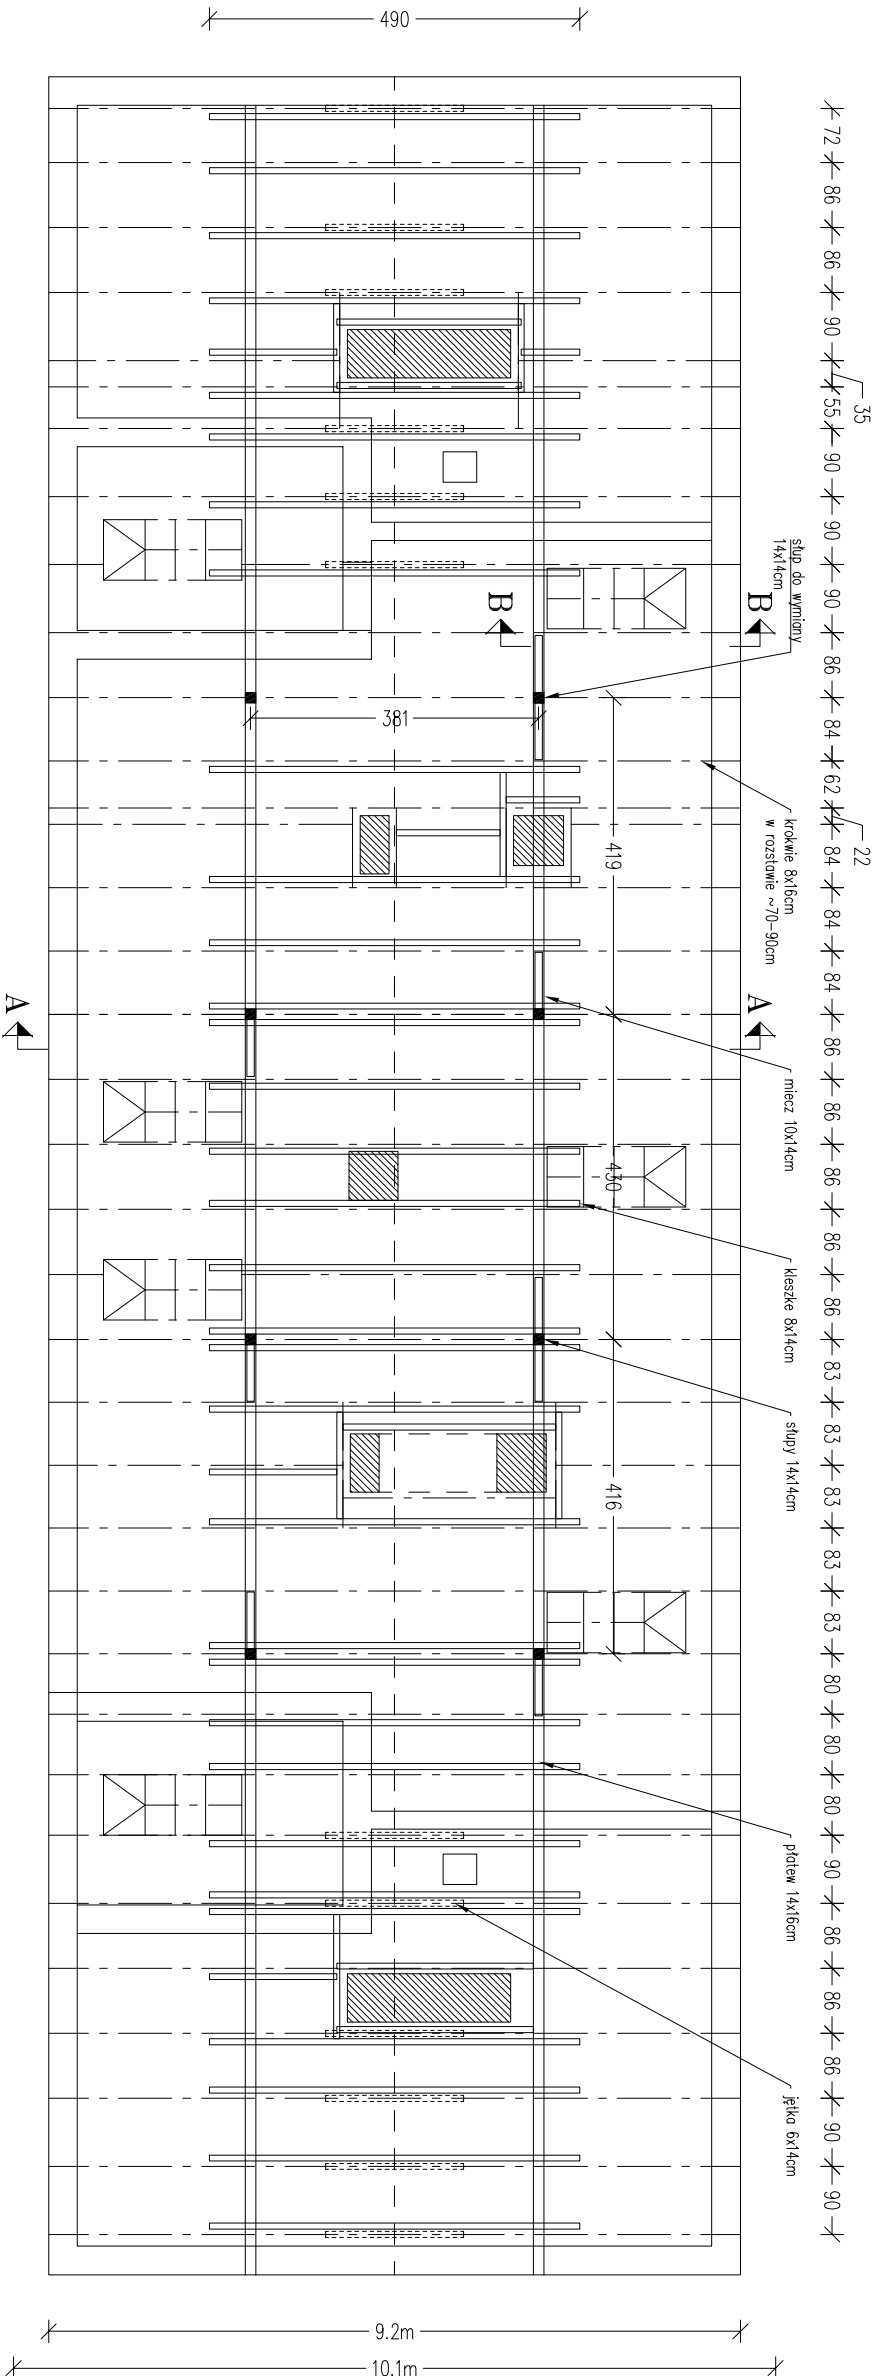 490
72
86
86
90
35
55
90
90
90
86
84
62
22
84
84
84
86
86
86
86
86
83
83
83
83
83
80
80
80
90
86
86
86
90
90
słup do wymiany
14x14cm
B
B
381
419
krokwie 8x16cm
w rozstawie ~70-90cm
A
A
miecz 10x14cm
430
kleszke 8x14cm
słupy 14x14cm
416
płatew 14x16cm
jętka 6x14cm
9.2m
10.1m